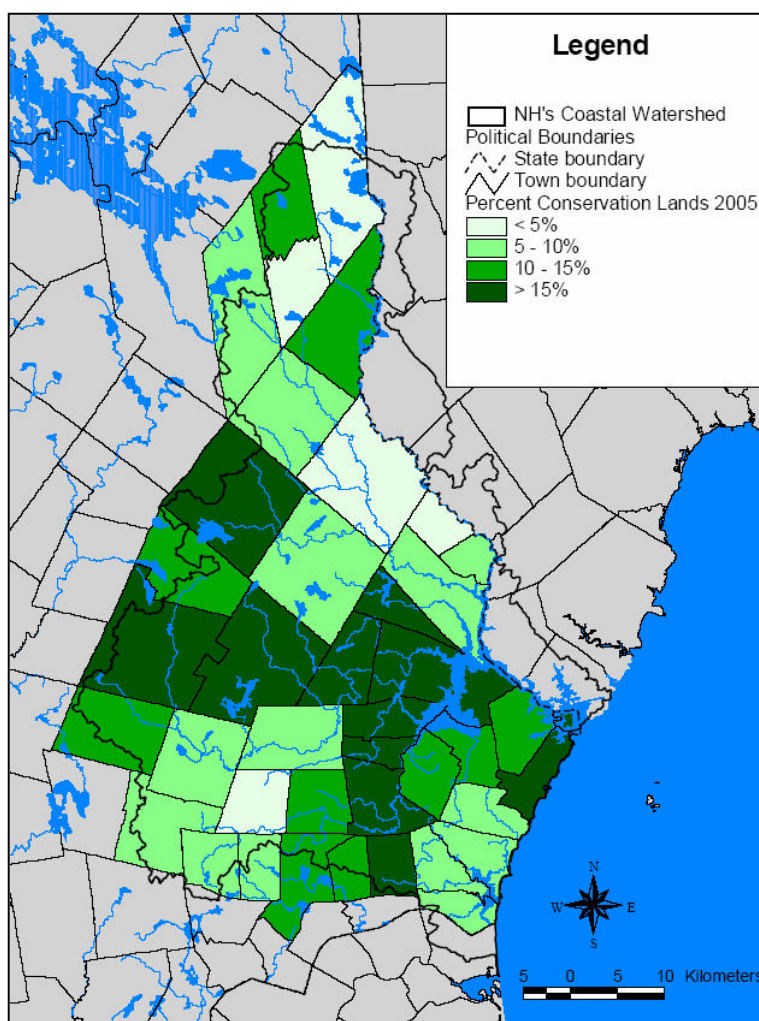 Legend
NH's Coastal Watershed
Political Boundaries
State boundary
Town boundary
Percent Conservation Lands 2005
< 5%
5 - 10%
10 - 15%
> 15%
N
W E
S
5 0 5 10 Kilometers